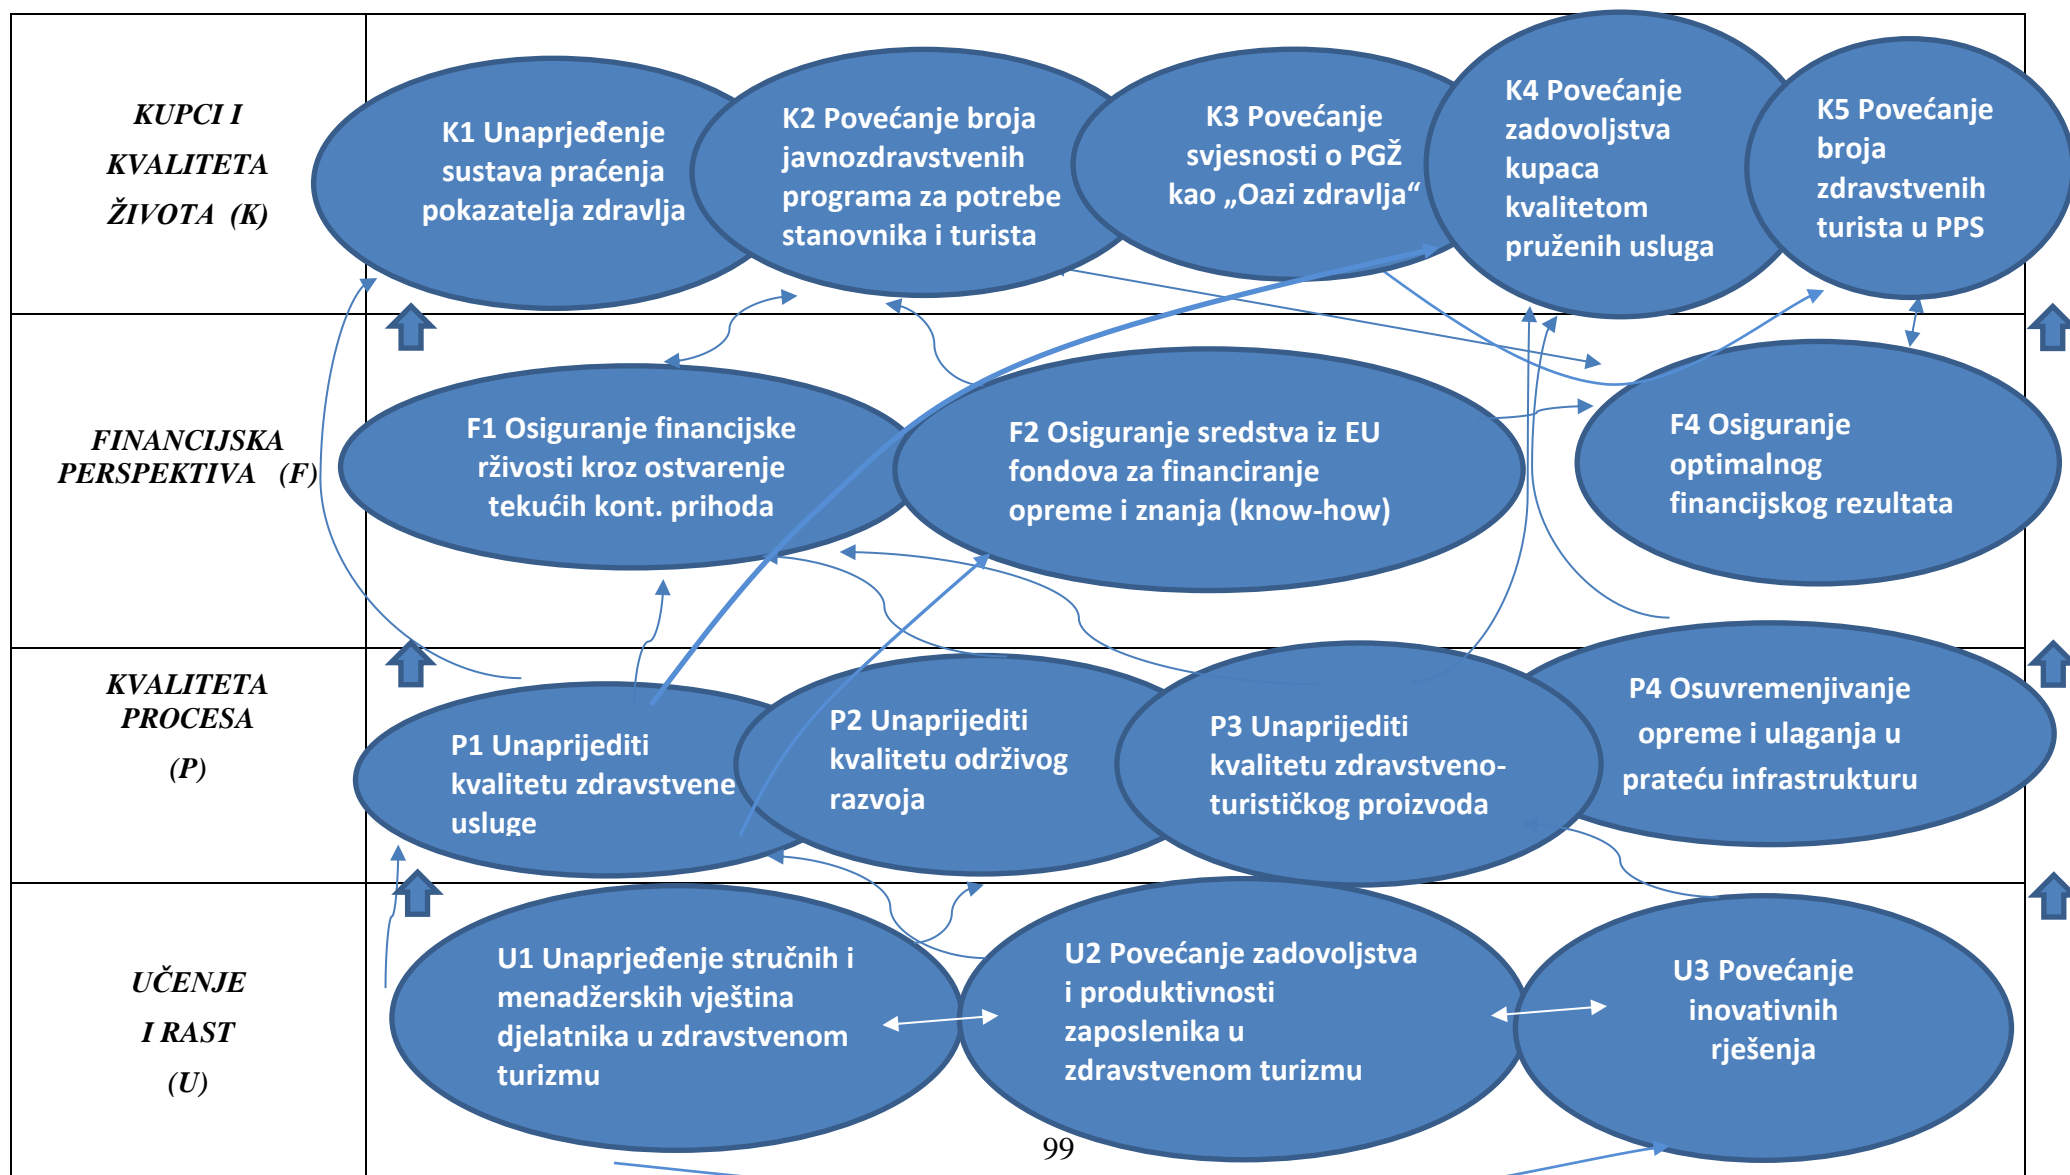 KUPCI I
KVALITETA
ŽIVOTA (K)
K1 Unaprjeđenje
sustava praćenja
pokazatelja zdravlja
K2 Povećanje broja
javnozdravstvenih
programa za potrebe
stanovnika i turista
K3 Povećanje
svjesnosti o PGŽ
kao „Oazi zdravlja“
K4 Povećanje
zadovoljstva
kupaca
kvalitetom
pruženih usluga
K5 Povećanje
broja
zdravstvenih
turista u PPS
FINANCIJSKA
PERSPEKTIVA (F)
F1 Osiguranje financijske
rživosti kroz ostvarenje
tekućih kont. prihoda
F2 Osiguranje sredstva iz EU
fondova za financiranje
opreme i znanja (know-how)
F4 Osiguranje
optimalnog
financijskog rezultata
KVALITETA
PROCESA
(P)
P1 Unaprijediti
kvalitetu zdravstvene
usluge
P2 Unaprijediti
kvalitetu održivog
razvoja
P3 Unaprijediti
kvalitetu zdravstveno-
turističkog proizvoda
P4 Osuvremenjivanje
opreme i ulaganja u
prateću infrastrukturu
UČENJE
I RAST
(U)
U1 Unaprjeđenje stručnih i
menadžerskih vještina
djelatnika u zdravstvenom
turizmu
U2 Povećanje zadovoljstva
i produktivnosti
zaposlenika u
zdravstvenom turizmu
U3 Povećanje
inovativnih
rješenja
99